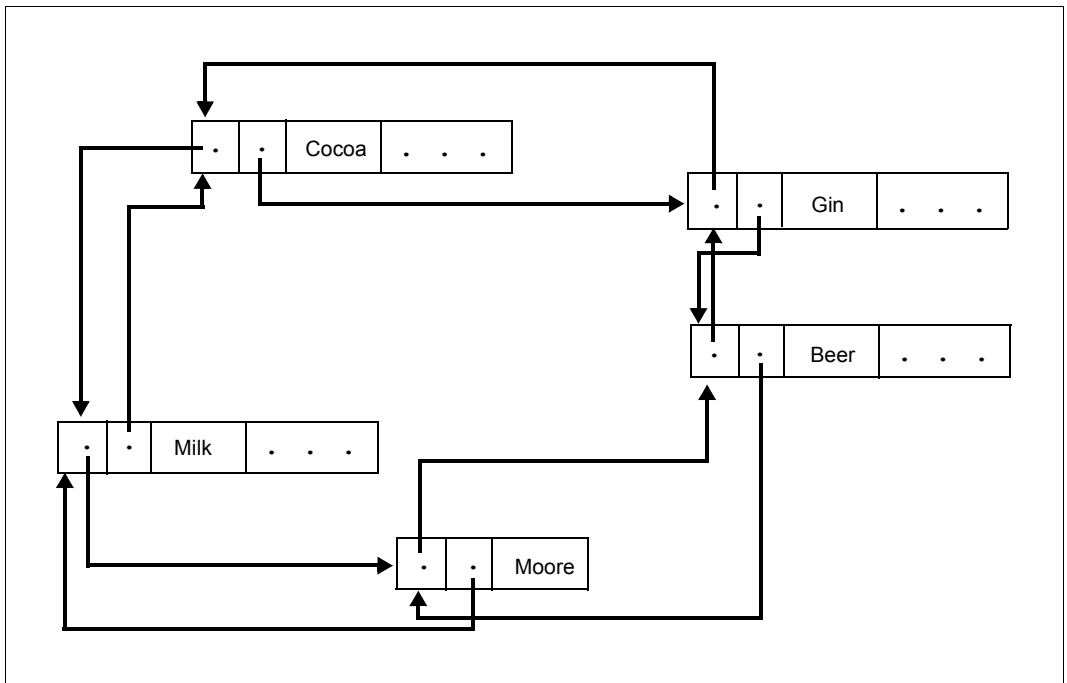 . . Cocoa . . .
. . Gin . . .
. . Beer . . .
. . Milk . . .
. . Moore